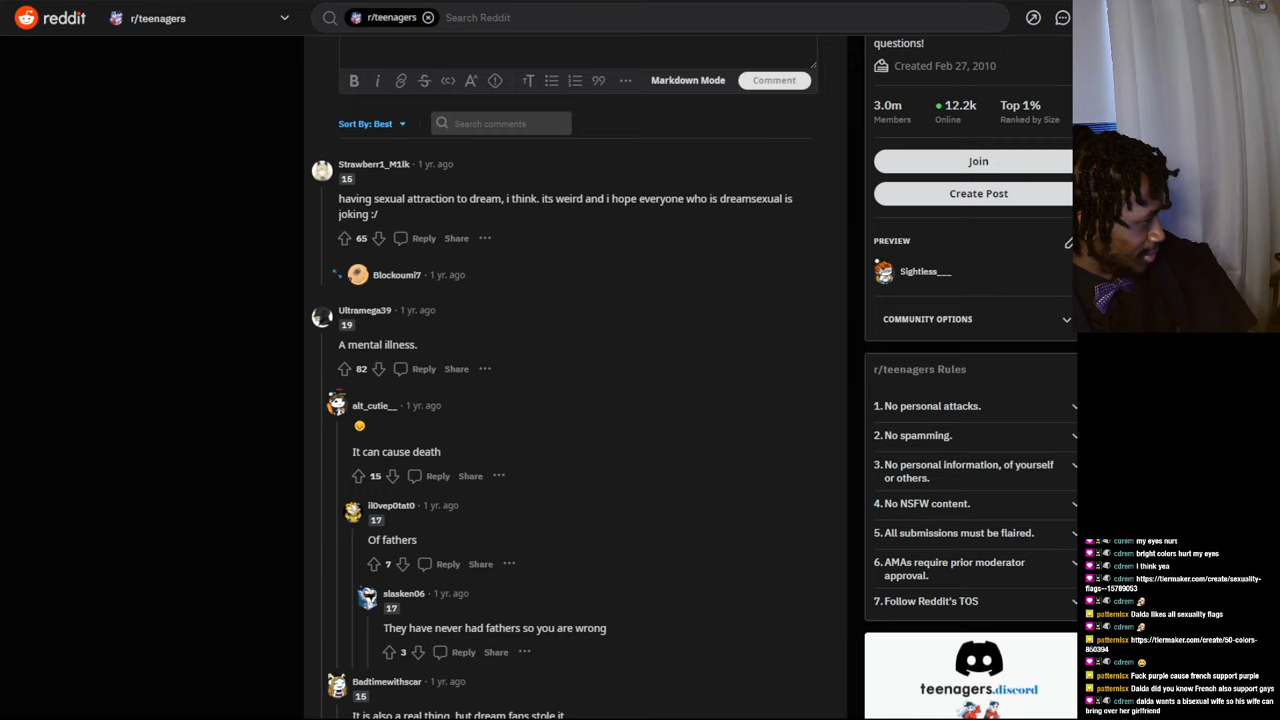 reddit
r/teenagers
r/teenagers
Search Reddit
Markdown Mode
Comment
Sort By: Best
Search comments
Strawberr1_M1lk · 1 yr. ago
15
having sexual attraction to dream, i think. its weird and i hope everyone who is dreamsexual is
joking :/
65 Reply Share
Blockoumi7 · 1 yr. ago
Ultramega39 · 1 yr. ago
19
A mental illness.
82 Reply Share
alt_cutie__ · 1 yr. ago
It can cause death
15 Reply Share
il0vep0tat0 · 1 yr. ago
17
Of fathers
7 Reply Share
slasken06 · 1 yr. ago
17
They have never had fathers so you are wrong
3 Reply Share
Badtimewithscar · 1 yr. ago
15
It is also a real thing, but dream fans stole it
questions!
Created Feb 27, 2010
3.0m 12.2k Top 1%
Members Online Ranked by Size
Join
Create Post
PREVIEW
Sightless___
COMMUNITY OPTIONS
r/teenagers Rules
1. No personal attacks.
2. No spamming.
3. No personal information, of yourself
or others.
4. No NSFW content.
5. All submissions must be flaired.
6. AMAs require prior moderator
approval.
7. Follow Reddit's TOS
teenagers.discord
cdrem my eyes hurt
cdrem bright colors hurt my eyes
cdrem I think yea
cdrem https://tiermaker.com/create/sexuality-
flags--15789053
cdrem
patternlsx Dalda likes all sexuality flags
cdrem
patternlsx https://tiermaker.com/create/50-colors-
850394
cdrem
patternlsx Fuck purple cause french support purple
patternlsx Dalda did you know French also support gays
cdrem dalda wants a bisexual wife so his wife can
bring over her girlfriend